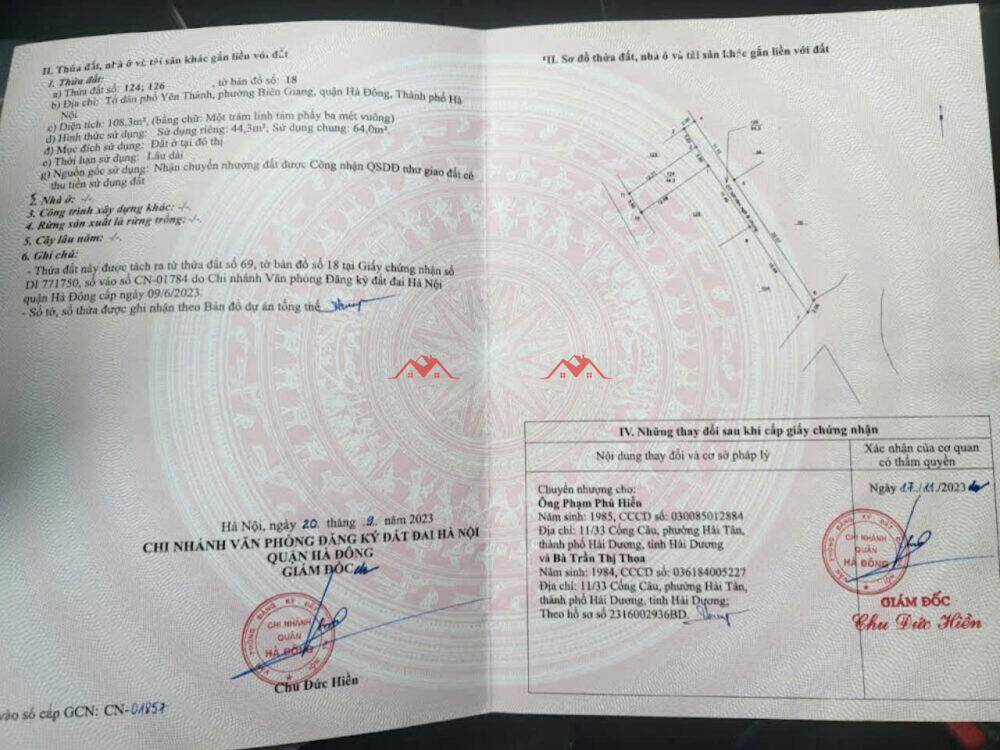 II. Thửa đất, nhà ở và tài sản khác gắn liền với đất
1. Thửa đất:
a) Thửa đất số: 124; 126 , tờ bản đồ số: 18
b) Địa chỉ: Tổ dân phố Yên Thành, phường Biên Giang, quận Hà Đông, Thành phố Hà
Nội
c) Diện tích: 108,3m², (bằng chữ: Một trăm linh tám phẩy ba mét vuông)
d) Hình thức sử dụng: Sử dụng riêng: 44,3m²; Sử dụng chung: 64,0m².
đ) Mục đích sử dụng: Đất ở tại đô thị
e) Thời hạn sử dụng: Lâu dài
g) Nguồn gốc sử dụng: Nhận chuyển nhượng đất được Công nhận QSDĐ như giao đất có
thu tiền sử dụng đất
2. Nhà ở: -/-.
3. Công trình xây dựng khác: -/-.
4. Rừng sản xuất là rừng trồng: -/-.
5. Cây lâu năm: -/-.
6. Ghi chú:
- Thửa đất này được tách ra từ thửa đất số 69, tờ bản đồ số 18 tại Giấy chứng nhận số
DI 771750, số vào sổ CN-01784 do Chi nhánh Văn phòng Đăng ký đất đai Hà Nội
quận Hà Đông cấp ngày 09/6/2023.
- Số tờ, số thửa được ghi nhận theo Bản đồ dự án tổng thể
Hà Nội, ngày 20 tháng 9 năm 2023
CHI NHÁNH VĂN PHÒNG ĐĂNG KÝ ĐẤT ĐAI HÀ NỘI
QUẬN HÀ ĐÔNG
GIÁM ĐỐC
CHI NHÁNH
QUẬN
HÀ ĐÔNG
Chu Đức Hiền
vào sổ cấp GCN: CN-01857
III. Sơ đồ thửa đất, nhà ở và tài sản khác gắn liền với đất
IV. Những thay đổi sau khi cấp giấy chứng nhận
Nội dung thay đổi và cơ sở pháp lý
Xác nhận của cơ quan
có thẩm quyền
Chuyển nhượng cho:
Ông Phạm Phú Hiển
Năm sinh: 1985, CCCD số: 030085012884
Địa chỉ: 11/33 Cống Câu, phường Hải Tân,
thành phố Hải Dương, tỉnh Hải Dương
và Bà Trần Thị Thoa
Năm sinh: 1984, CCCD số: 036184005227
Địa chỉ: 11/33 Cống Câu, phường Hải Tân,
thành phố Hải Dương, tỉnh Hải Dương;
Theo hồ sơ số 2316002936BD.
Ngày 17/11/2023
CHI NHÁNH
QUẬN
HÀ ĐÔNG
GIÁM ĐỐC
Chu Đức Hiền